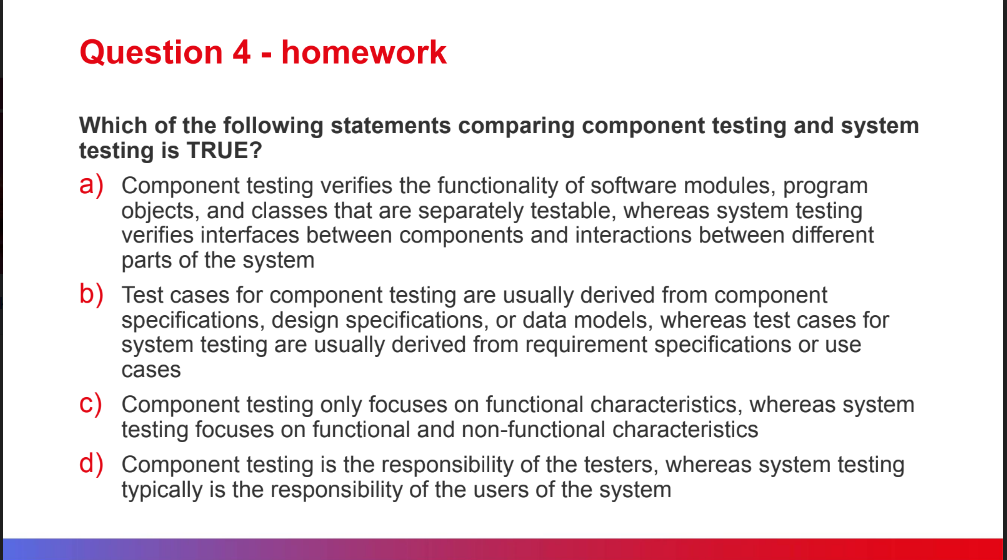 Question 4 - homework
Which of the following statements comparing component testing and system
testing is TRUE?
a) Component testing verifies the functionality of software modules, program
objects, and classes that are separately testable, whereas system testing
verifies interfaces between components and interactions between different
parts of the system
b) Test cases for component testing are usually derived from component
specifications, design specifications, or data models, whereas test cases for
system testing are usually derived from requirement specifications or use
cases
c) Component testing only focuses on functional characteristics, whereas system
testing focuses on functional and non-functional characteristics
d) Component testing is the responsibility of the testers, whereas system testing
typically is the responsibility of the users of the system